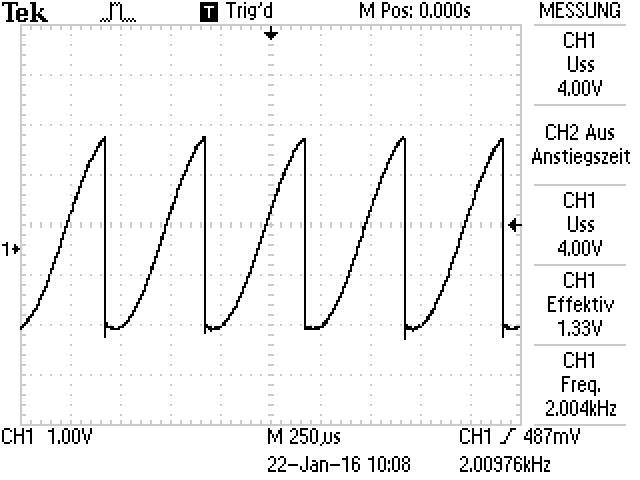 Tek T Trig'd M Pos: 0.000s MESSUNG
CH1
Uss
4.00V
CH2 Aus
Anstiegszeit
CH1
Uss
4.00V
1
CH1
Effektiv
1.33V
CH1
Freq.
2.004kHz
CH1 1.00V M 250µs CH1 487mV
22-Jan-16 10:08 2.00976kHz